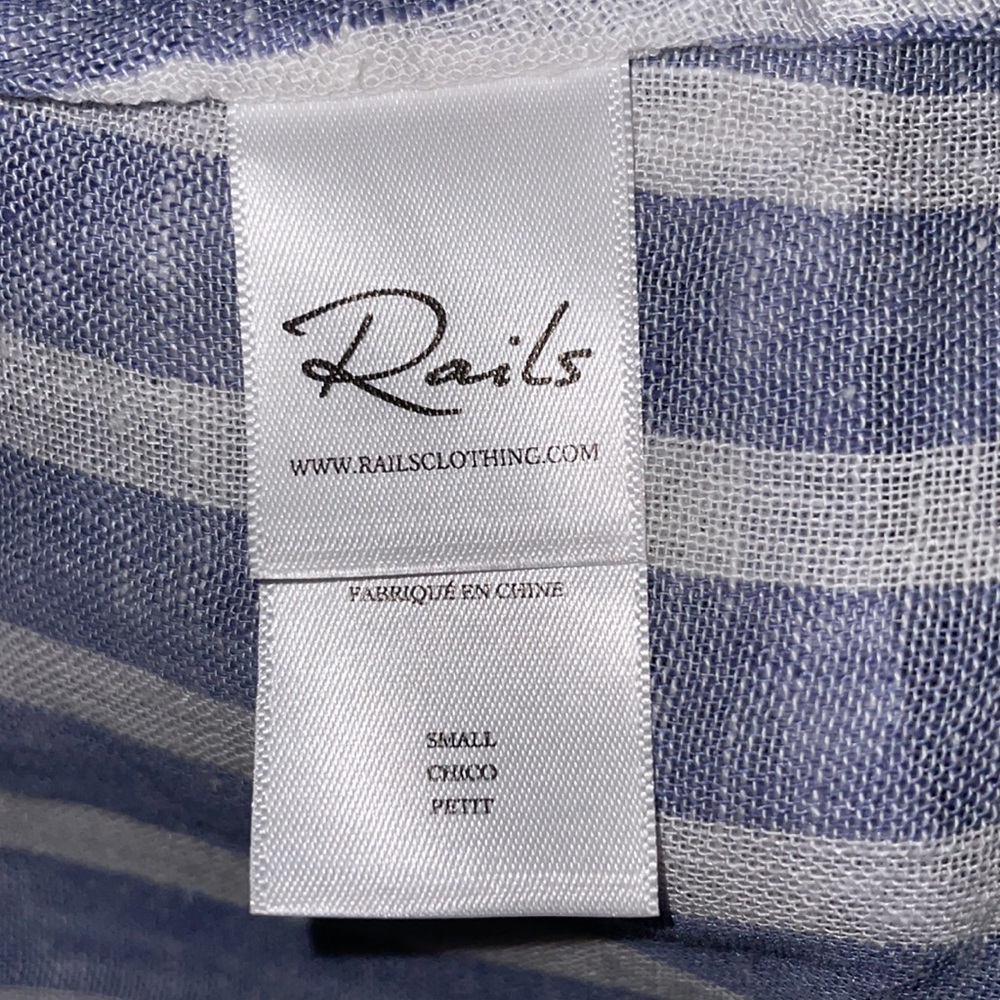 Rails
WWW.RAILSCLOTHING.COM
FABRIQUÉ EN CHINE
SMALL
CHICO
PETIT